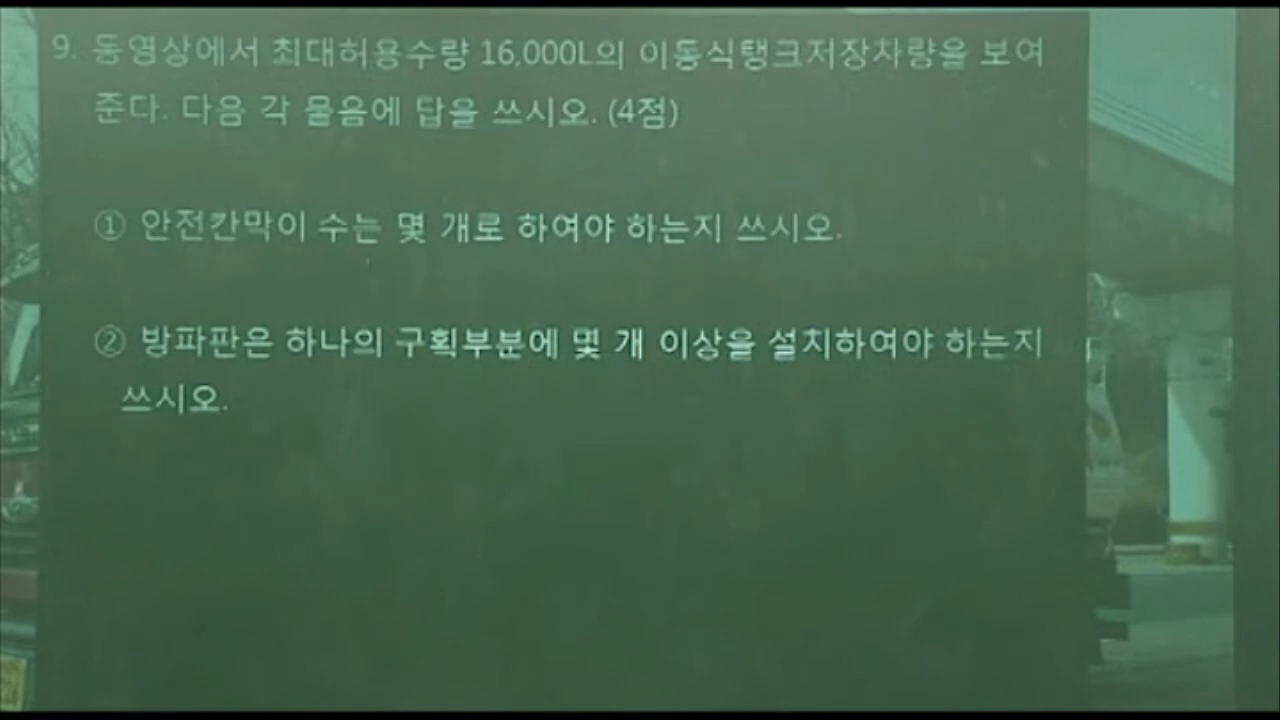 9. 동영상에서 최대허용수량 16,000L의 이동식탱크저장차량을 보여
준다. 다음 각 물음에 답을 쓰시오. (4점)
① 안전칸막이 수는 몇 개로 하여야 하는지 쓰시오.
② 방파판은 하나의 구획부분에 몇 개 이상을 설치하여야 하는지
쓰시오.